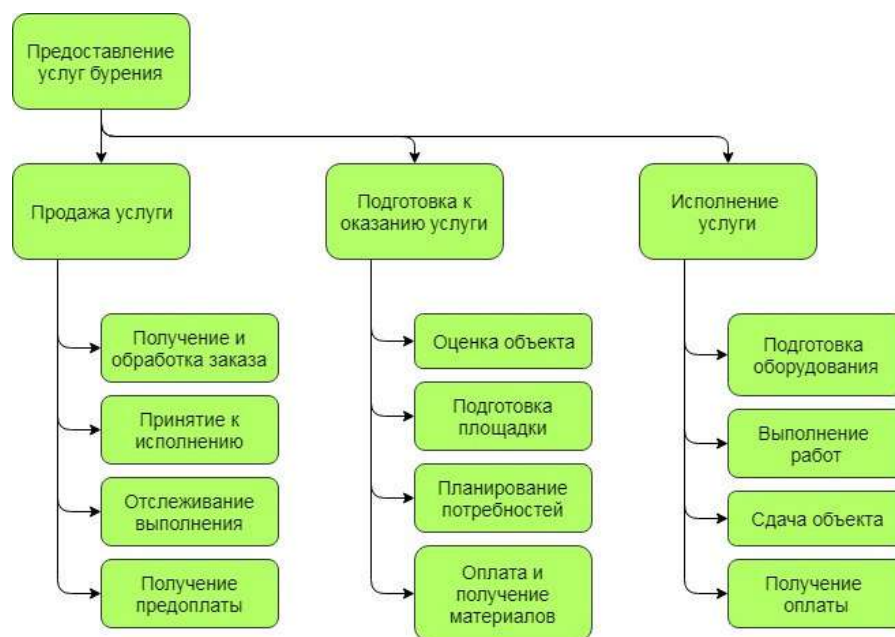 Предоставление
услуг бурения
Продажа услуги
Подготовка к
оказанию услуги
Исполнение
услуги
Получение и
обработка заказа
Принятие к
исполнению
Отслеживание
выполнения
Получение
предоплаты
Оценка объекта
Подготовка
площадки
Планирование
потребностей
Оплата и
получение
материалов
Подготовка
оборудования
Выполнение
работ
Сдача объекта
Получение
оплаты